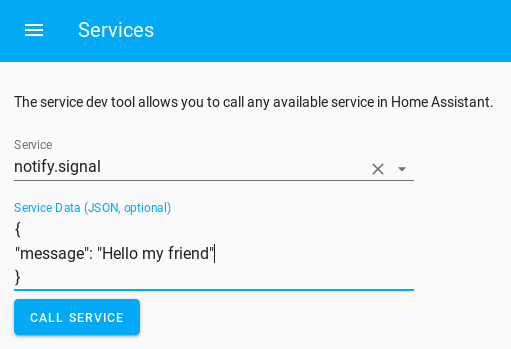 Services
The service dev tool allows you to call any available service in Home Assistant.
Service
notify.signal
Service Data (JSON, optional)
{
"message": "Hello my friend"
}
CALL SERVICE